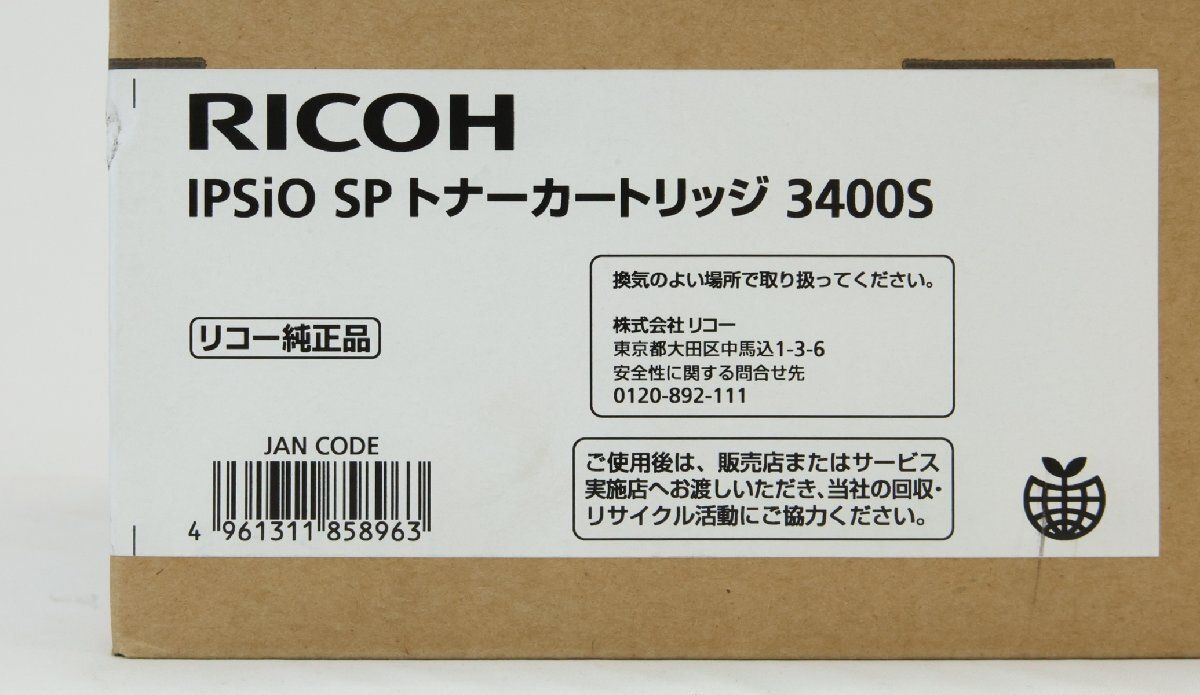 RICOH
IPSiO SP トナーカートリッジ 3400S
換気のよい場所で取り扱ってください。
株式会社 リコー
東京都大田区中馬込1-3-6
安全性に関する問合せ先
0120-892-111
リコー純正品
JAN CODE
4 961311 858963
ご使用後は、販売店またはサービス
実施店へお渡しいただき、当社の回収・
リサイクル活動にご協力ください。